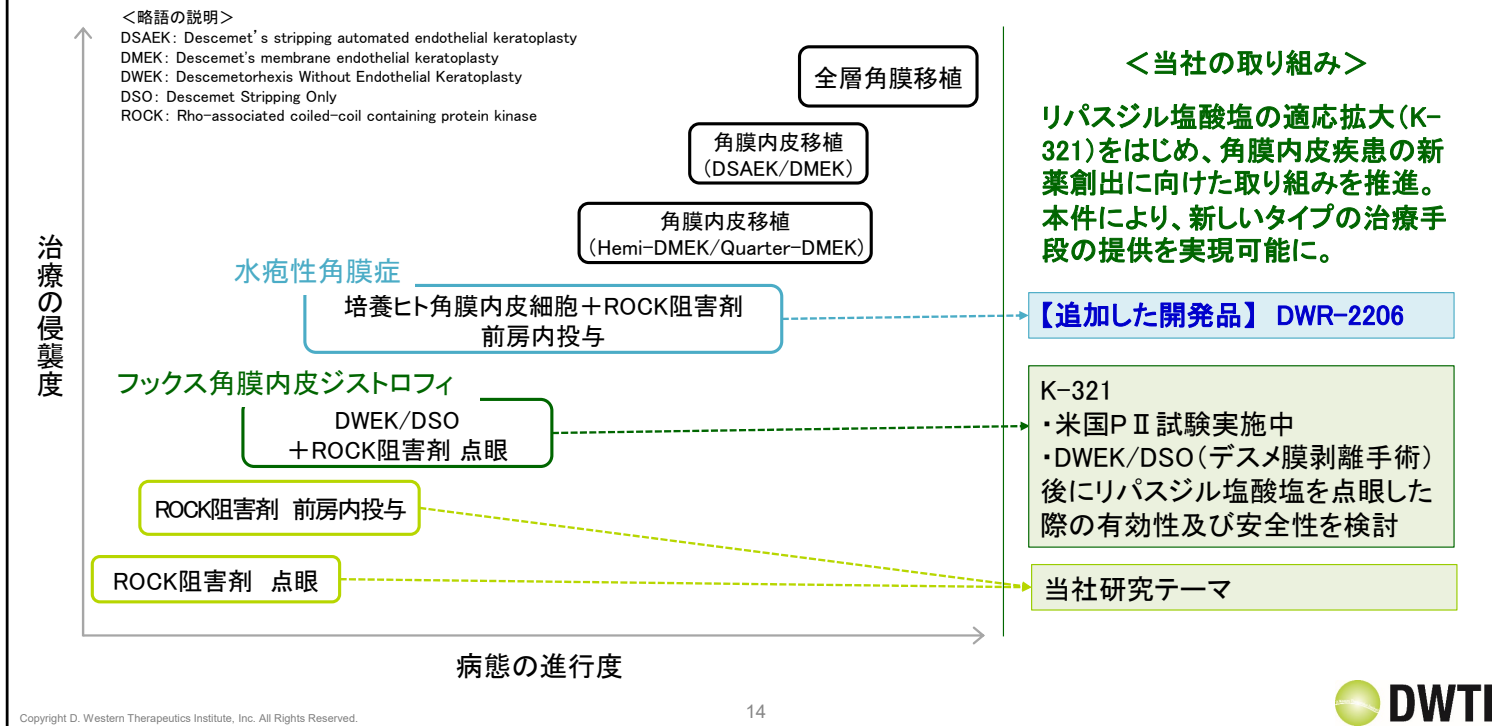 ＜略語の説明＞
DSAEK： Descemet’s stripping automated endothelial keratoplasty
DMEK： Descemet's membrane endothelial keratoplasty
DWEK： Descemetorhexis Without Endothelial Keratoplasty
DSO： Descemet Stripping Only
ROCK： Rho-associated coiled-coil containing protein kinase
治療の侵襲度
全層角膜移植
角膜内皮移植
（DSAEK/DMEK）
角膜内皮移植
（Hemi-DMEK/Quarter-DMEK）
水疱性角膜症
培養ヒト角膜内皮細胞＋ROCK阻害剤
前房内投与
フックス角膜内皮ジストロフィ
DWEK/DSO
＋ROCK阻害剤 点眼
ROCK阻害剤 前房内投与
ROCK阻害剤 点眼
病態の進行度
＜当社の取り組み＞
リパスジル塩酸塩の適応拡大（K-
321）をはじめ、角膜内皮疾患の新
薬創出に向けた取り組みを推進。
本件により、新しいタイプの治療手
段の提供を実現可能に。
【追加した開発品】 DWR-2206
K-321
・米国PⅡ試験実施中
・DWEK/DSO（デスメ膜剥離手術）
後にリパスジル塩酸塩を点眼した
際の有効性及び安全性を検討
当社研究テーマ
Copyright D. Western Therapeutics Institute, Inc. All Rights Reserved.
14
DWTI